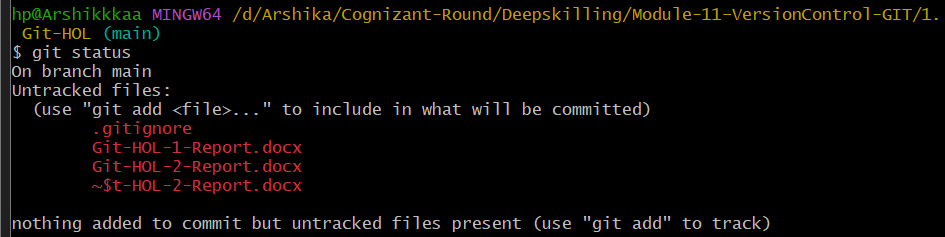 hp@Arshikkkaa MINGW64 /d/Arshika/Cognizant-Round/Deepskilling/Module-11-VersionControl-GIT/1.
Git-HOL (main)
$ git status
On branch main
Untracked files:
  (use "git add <file>..." to include in what will be committed)
        .gitignore
        Git-HOL-1-Report.docx
        Git-HOL-2-Report.docx
        ~$t-HOL-2-Report.docx
nothing added to commit but untracked files present (use "git add" to track)